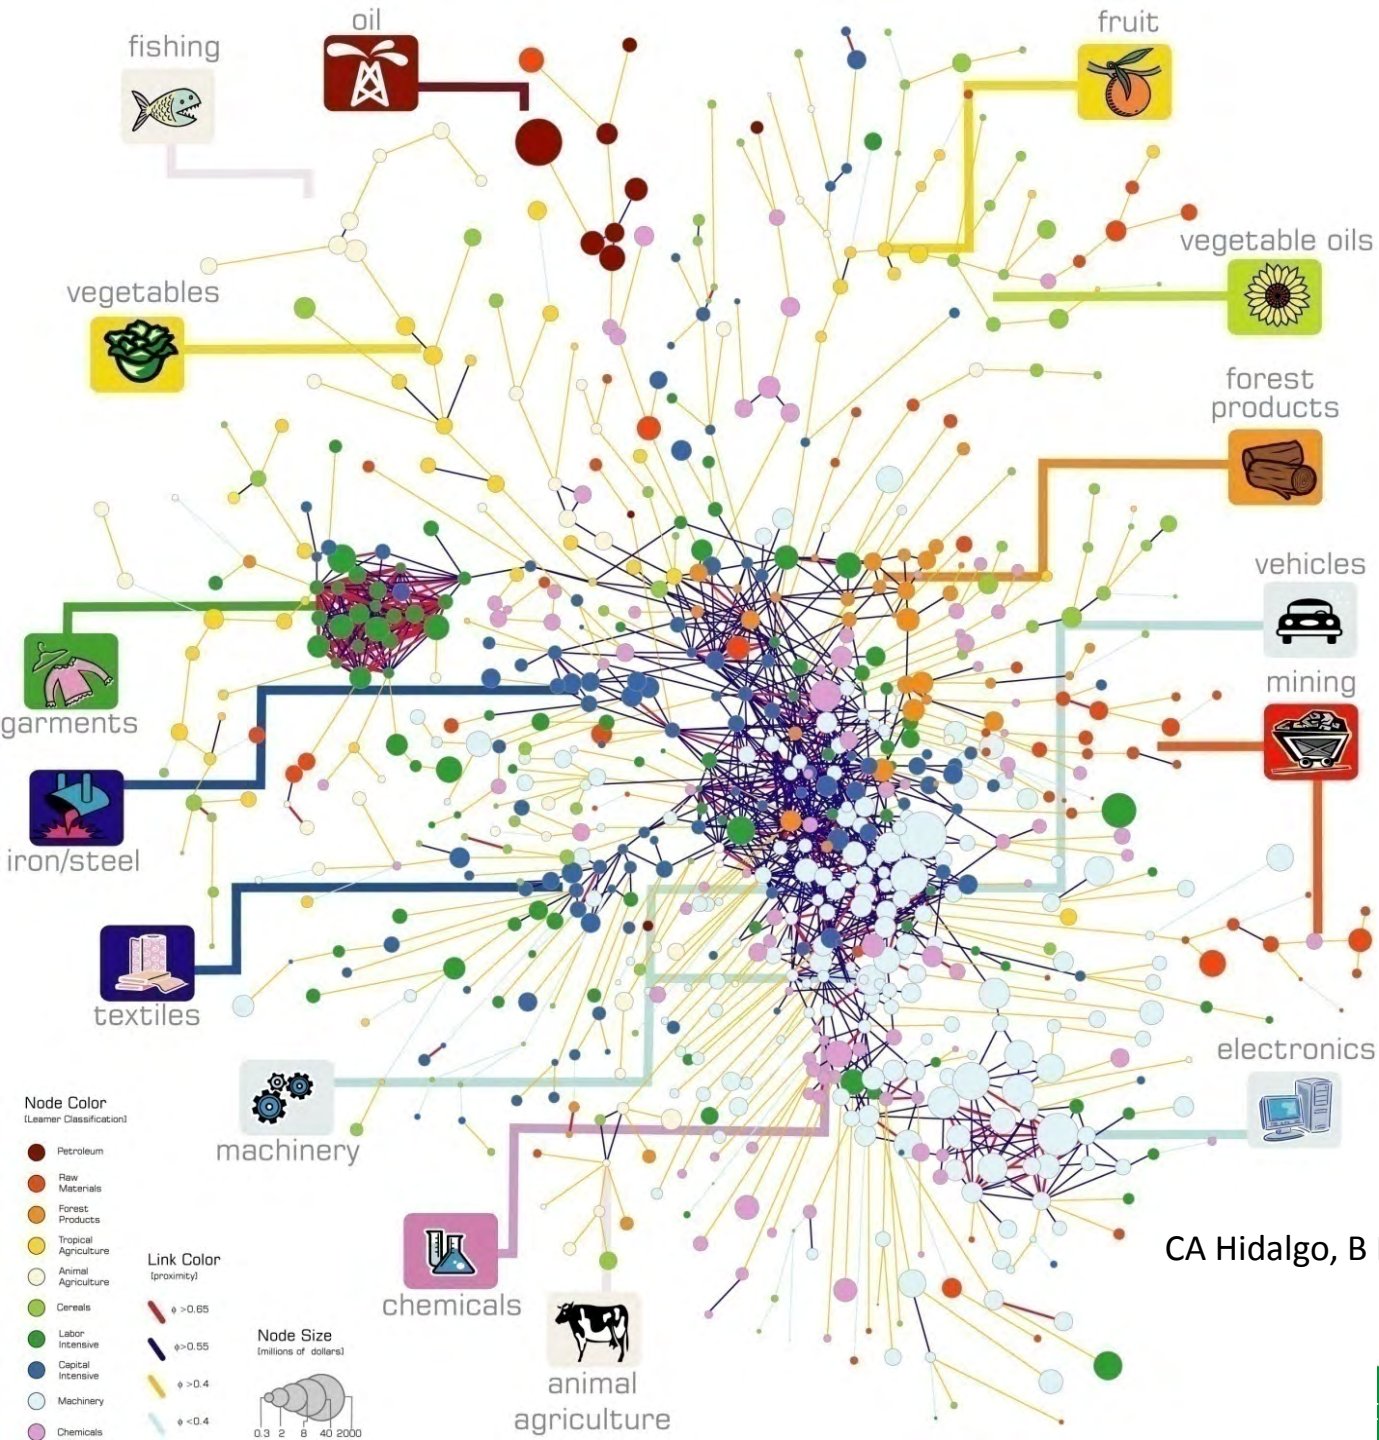 oil
fruit
fishing
vegetable oils
vegetables
forest
products
vehicles
mining
garments
iron/steel
textiles
electronics
machinery
chemicals
animal
agriculture
CA Hidalgo, B
Node Color
[Leamer Classification]
Petroleum
Raw
Materials
Forest
Products
Tropical
Agriculture
Animal
Agriculture
Cereals
Labor
Intensive
Capital
Intensive
Machinery
Chemicals
Link Color
[proximity]
ϕ >0.65
ϕ>0.55
ϕ >0.4
ϕ <0.4
Node Size
[millions of dollars]
0.3 2 8 40 2000